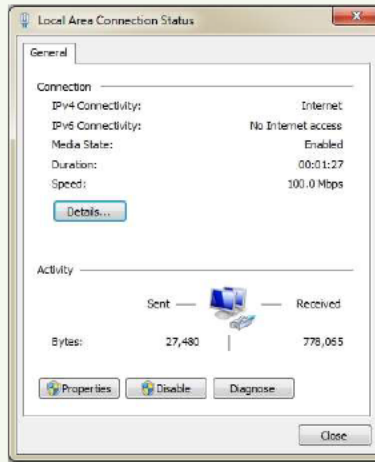 Local Area Connection Status
General
Connection
IPv4 Connectivity: Internet
IPv6 Connectivity: No Internet access
Media State: Enabled
Duration: 00:01:27
Speed: 100.0 Mbps
Details...
Activity
Sent Received
Bytes: 27,480 778,065
Properties Disable Diagnose
Close